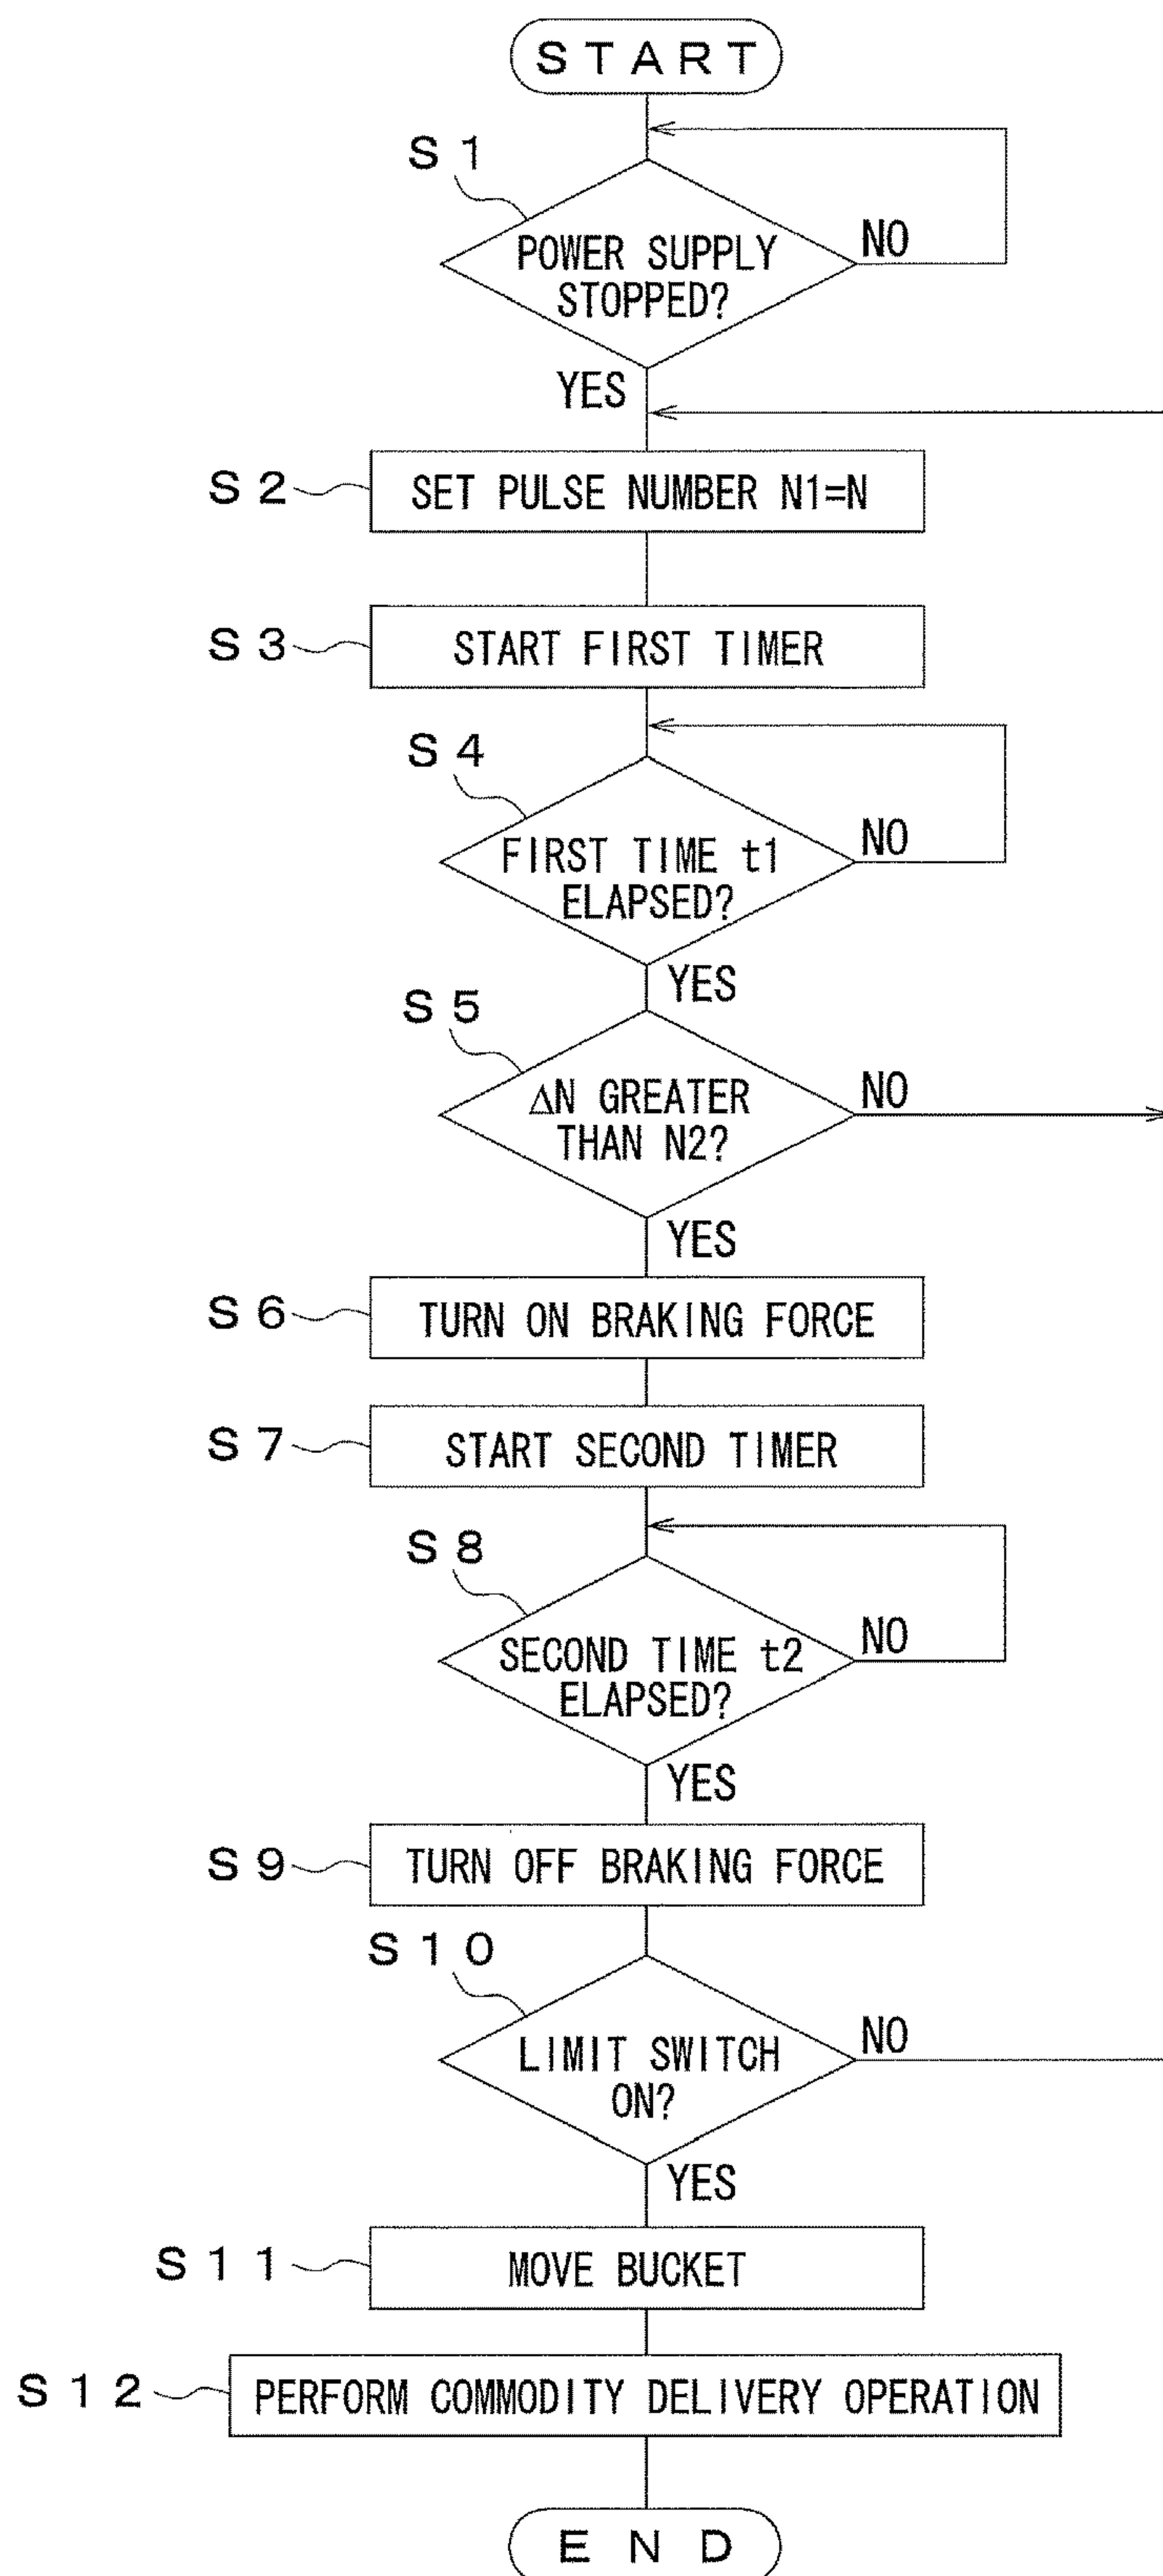 START
S1
POWER SUPPLY
STOPPED?
NO
YES
S2
SET PULSE NUMBER N1=N
S3
START FIRST TIMER
S4
FIRST TIME t1
ELAPSED?
NO
YES
S5
ΔN GREATER
THAN N2?
NO
YES
S6
TURN ON BRAKING FORCE
S7
START SECOND TIMER
S8
SECOND TIME t2
ELAPSED?
NO
YES
S9
TURN OFF BRAKING FORCE
S10
LIMIT SWITCH
ON?
NO
YES
S11
MOVE BUCKET
S12
PERFORM COMMODITY DELIVERY OPERATION
END